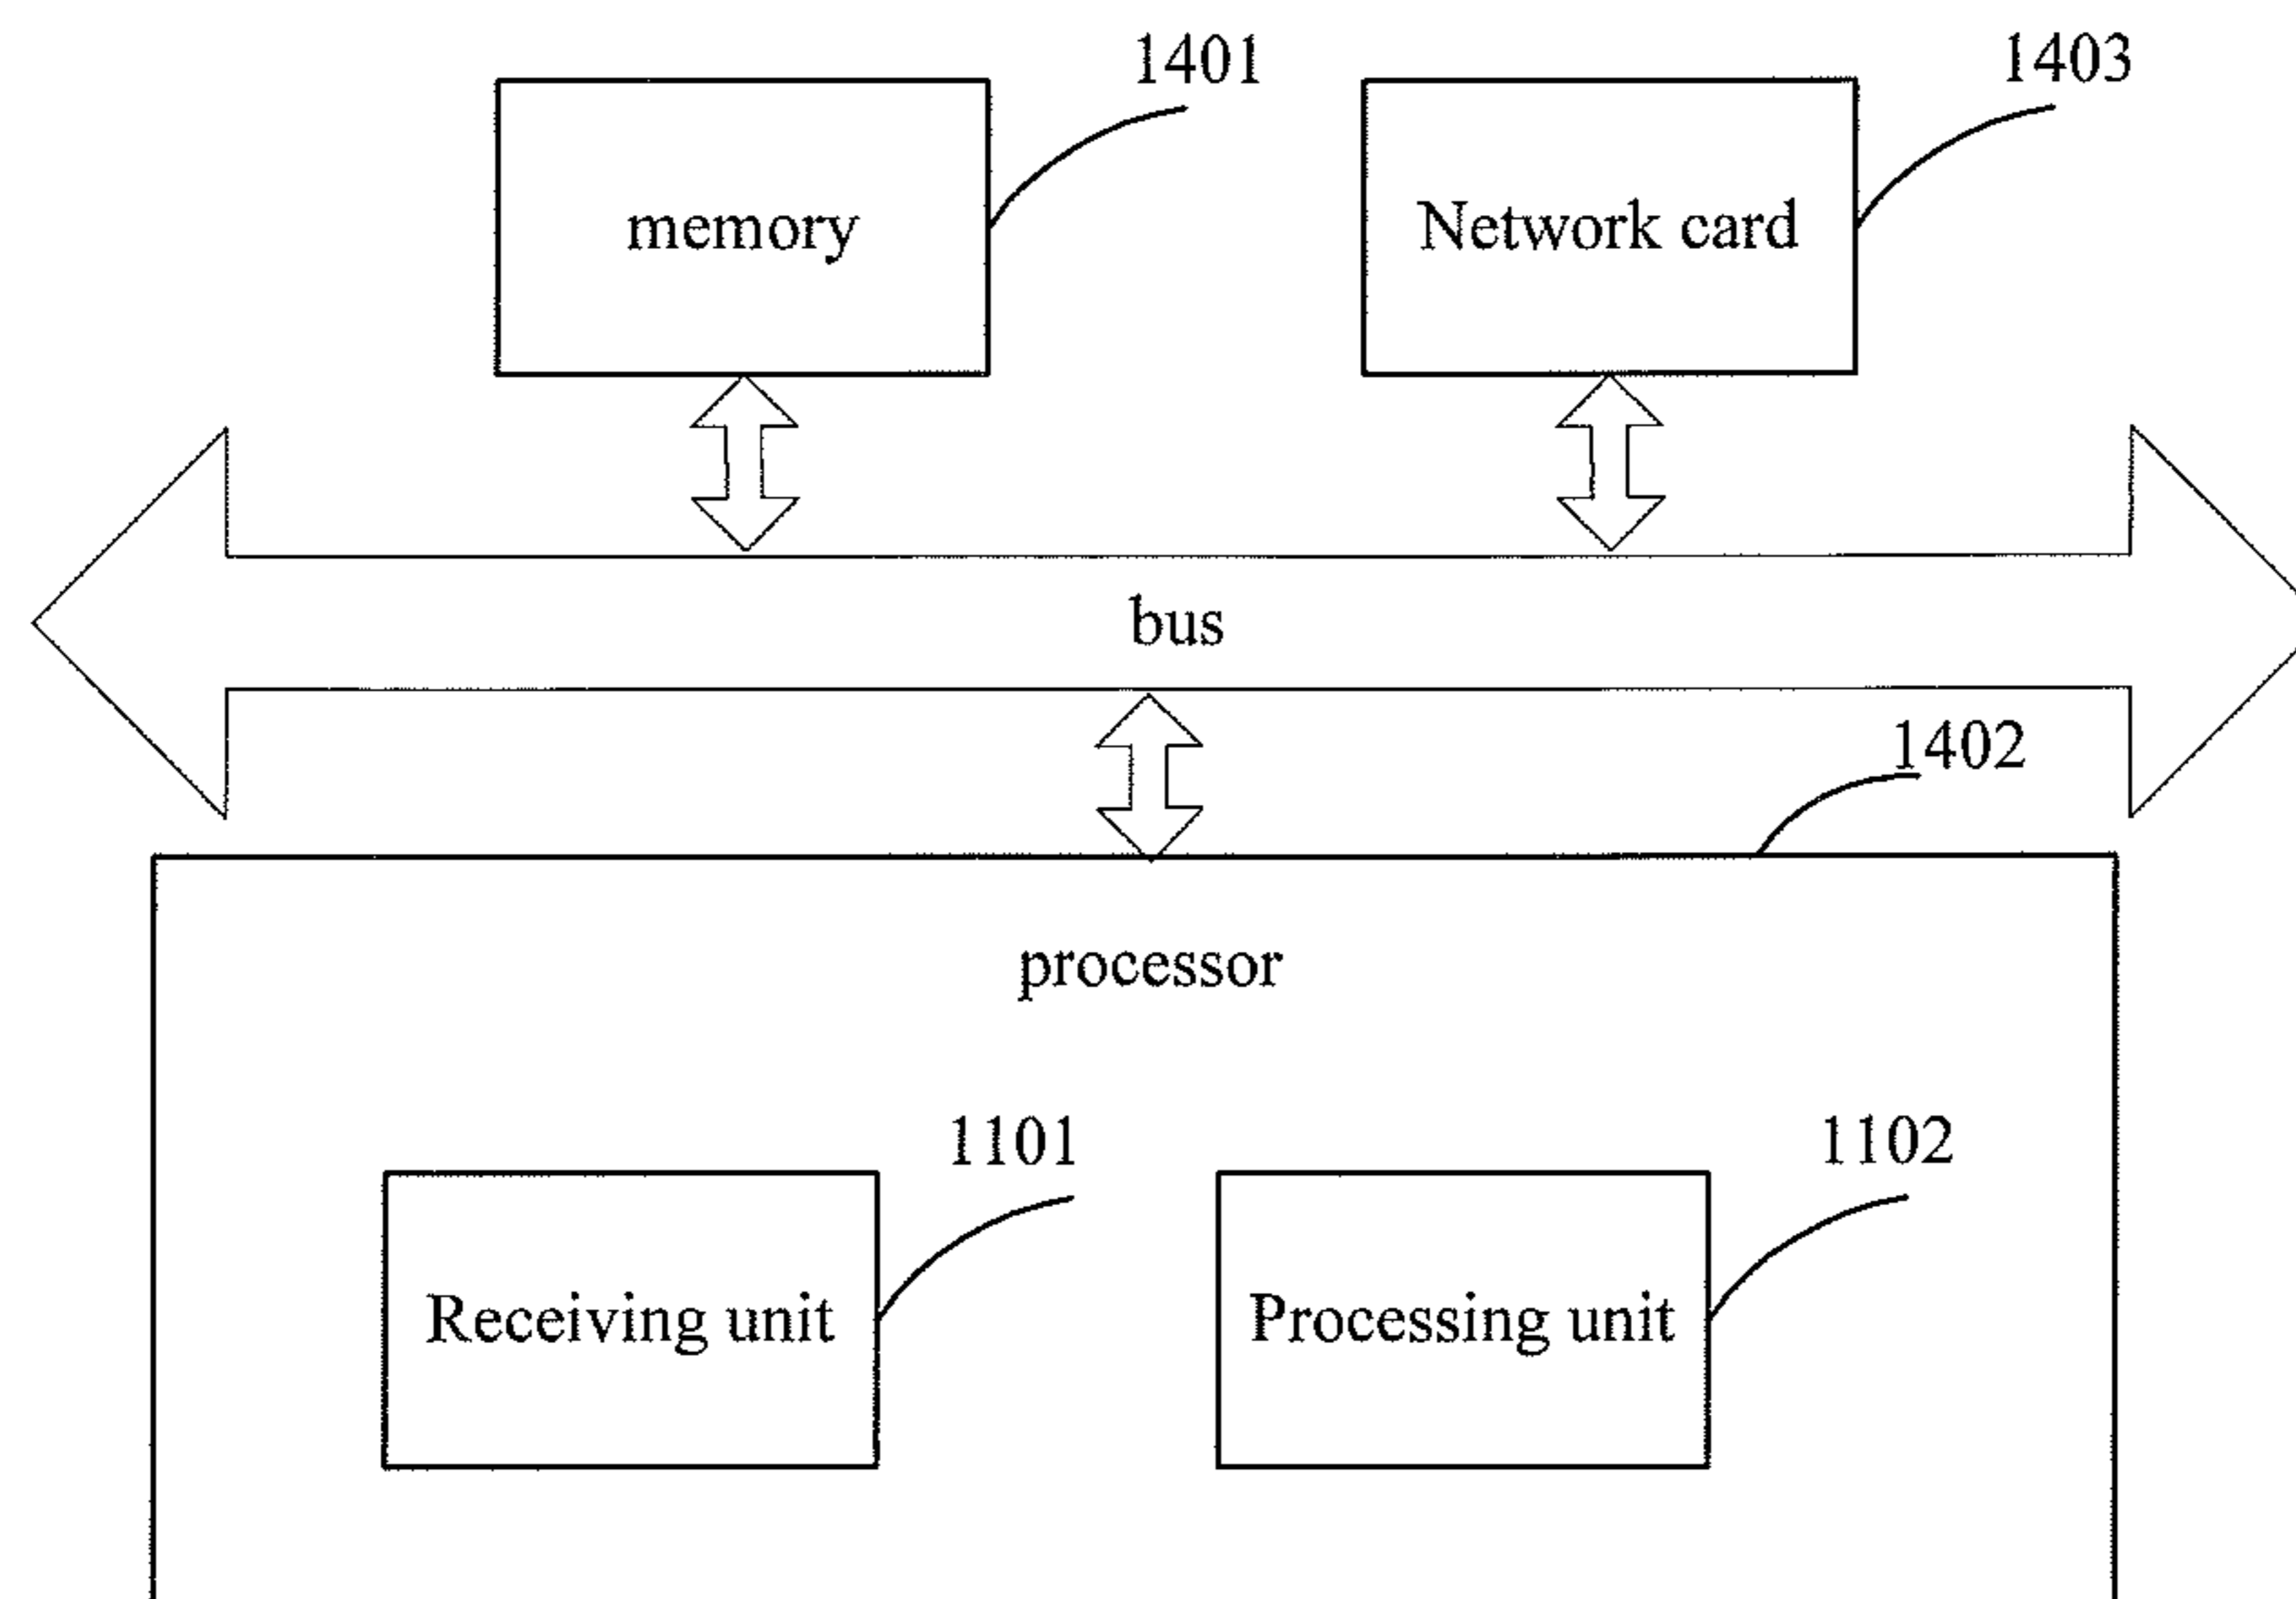 1401
1403
memory
Network card
bus
1402
processor
1101
1102
Receiving unit
Processing unit